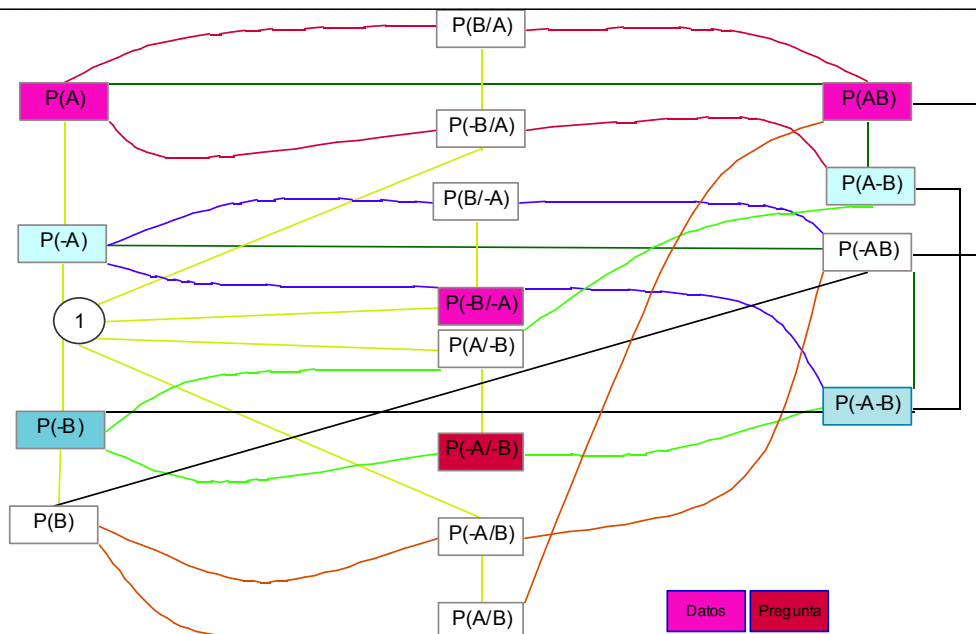 P(B/A)
P(A)
P(AB)
P(-B/A)
P(A-B)
P(B/-A)
P(-A)
P(-AB)
P(-B/-A)
1
P(A/-B)
P(-A-B)
P(-B)
P(-A/-B)
P(B)
P(-A/B)
P(A/B)
Datos
Pregunta